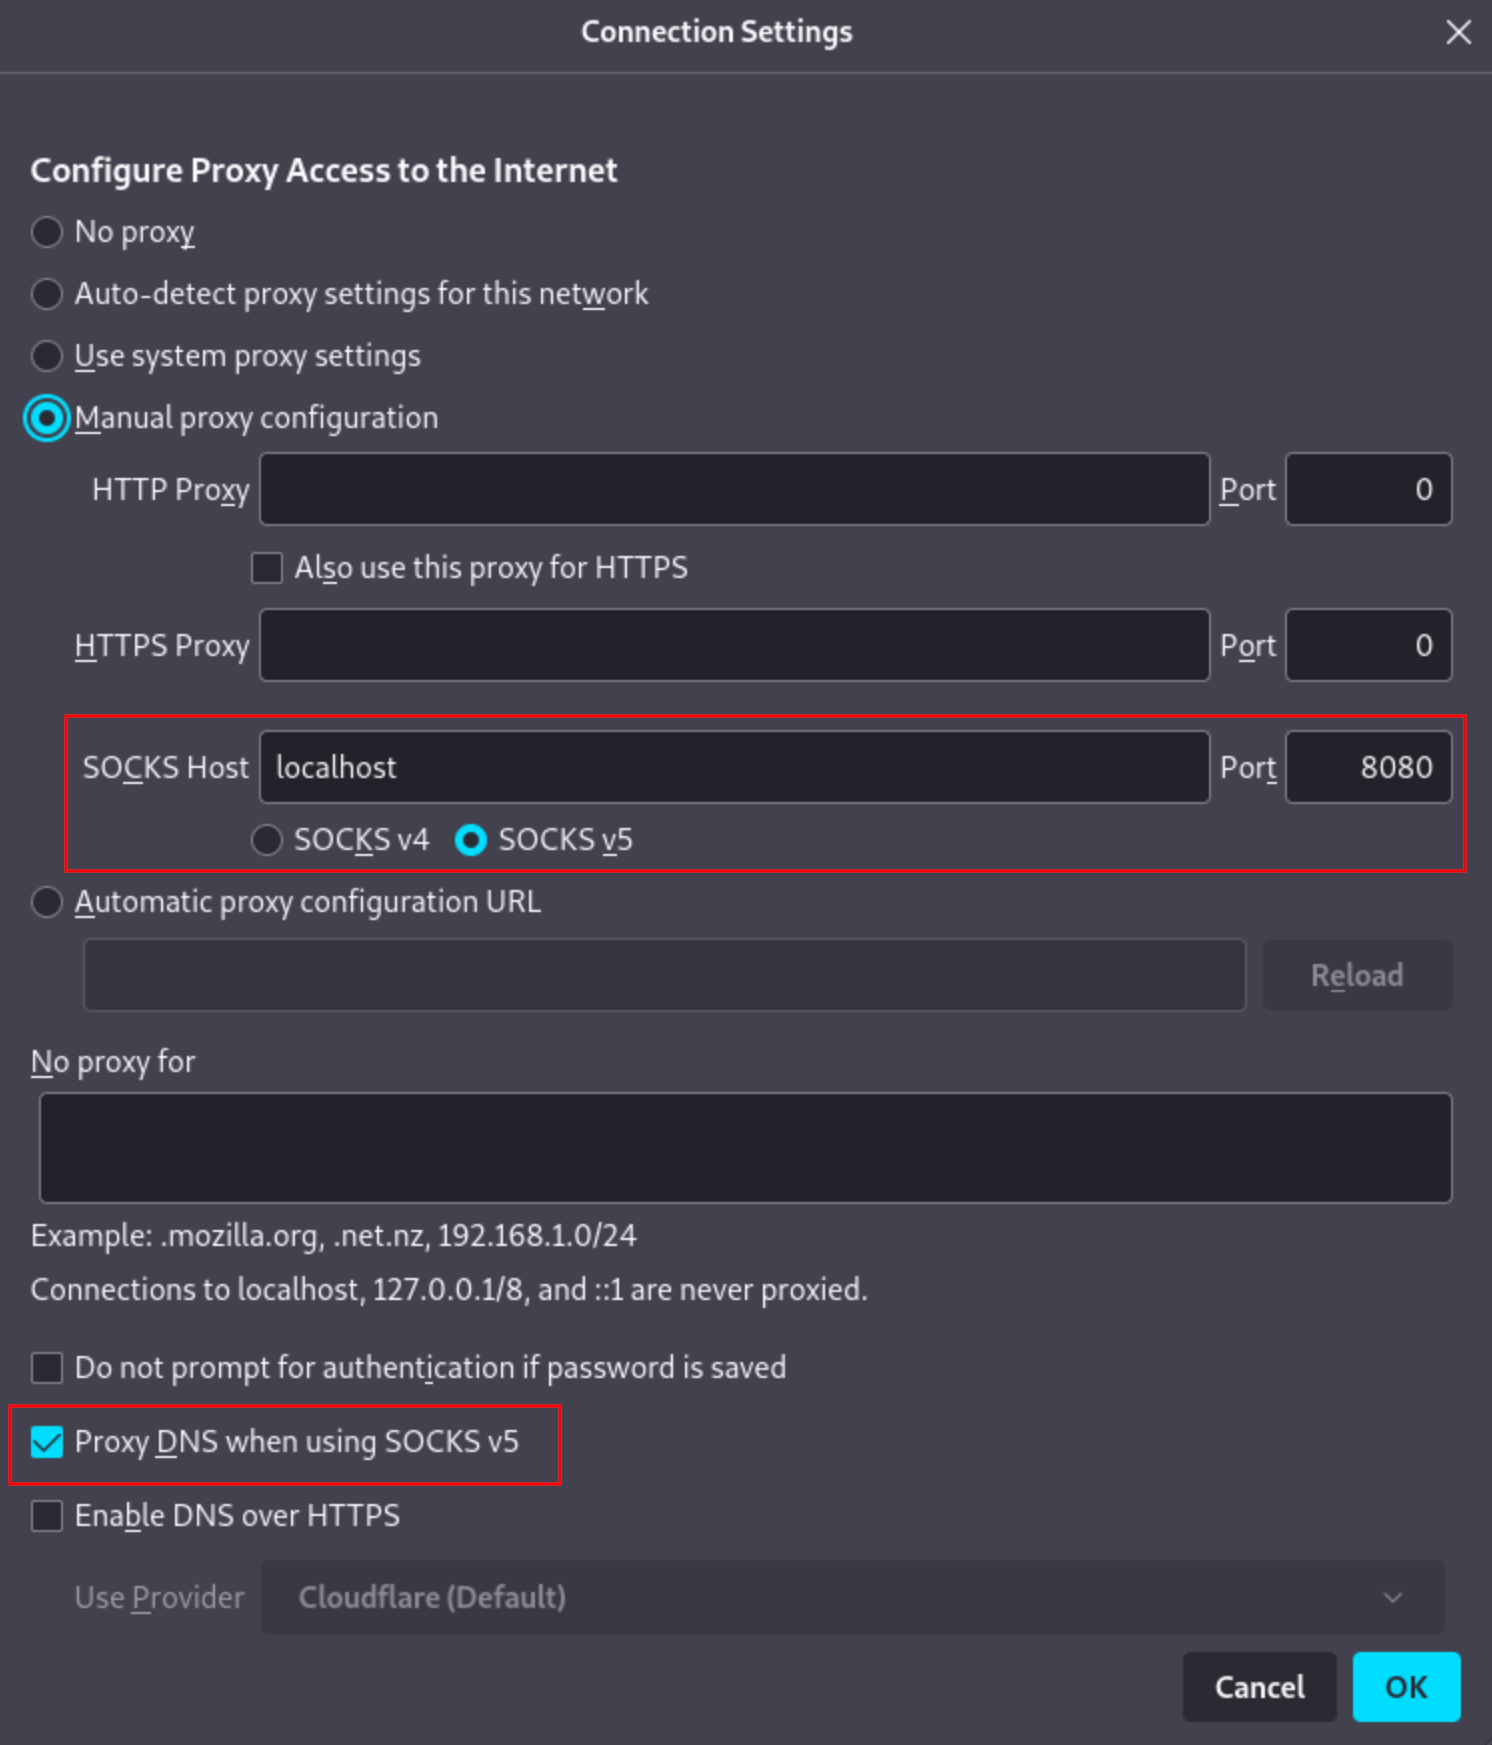 Connection Settings
Configure Proxy Access to the Internet
No proxy
Auto-detect proxy settings for this network
Use system proxy settings
Manual proxy configuration
HTTP Proxy Port 0
Also use this proxy for HTTPS
HTTPS Proxy Port 0
SOCKS Host localhost Port 8080
SOCKS v4 SOCKS v5
Automatic proxy configuration URL
Reload
No proxy for
Example: .mozilla.org, .net.nz, 192.168.1.0/24
Connections to localhost, 127.0.0.1/8, and ::1 are never proxied.
Do not prompt for authentication if password is saved
Proxy DNS when using SOCKS v5
Enable DNS over HTTPS
Use Provider Cloudflare (Default)
Cancel OK